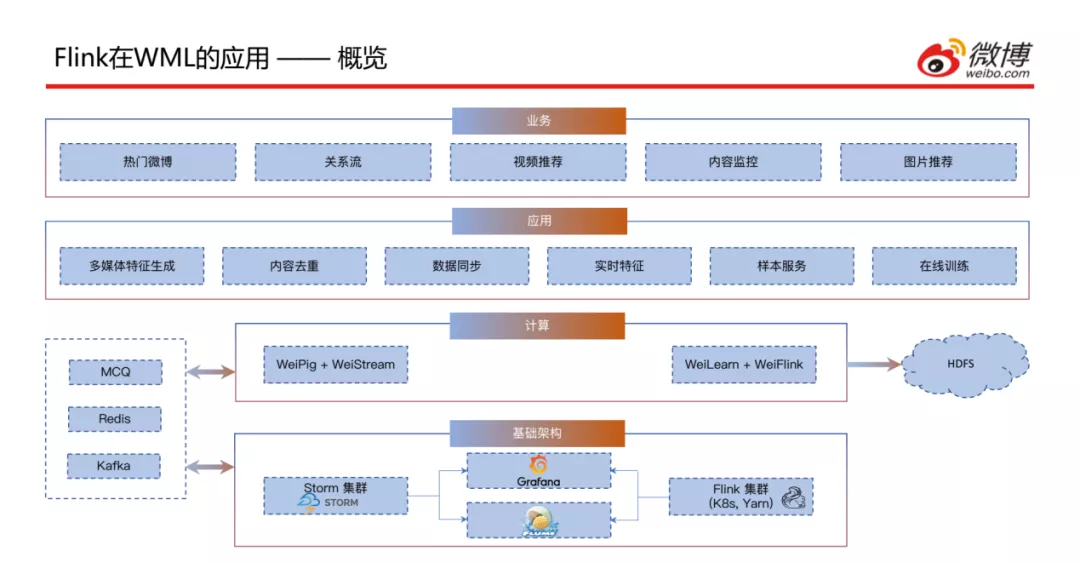 Flink在WML的应用 —— 概览
微博
weibo.com
业务
热门微博
关系流
视频推荐
内容监控
图片推荐
应用
多媒体特征生成
内容去重
数据同步
实时特征
样本服务
在线训练
计算
MCQ
Redis
Kafka
WeiPig + WeiStream
WeiLearn + WeiFlink
HDFS
基础架构
Storm 集群
STORM
Grafana
Flink 集群
(K8s, Yarn)